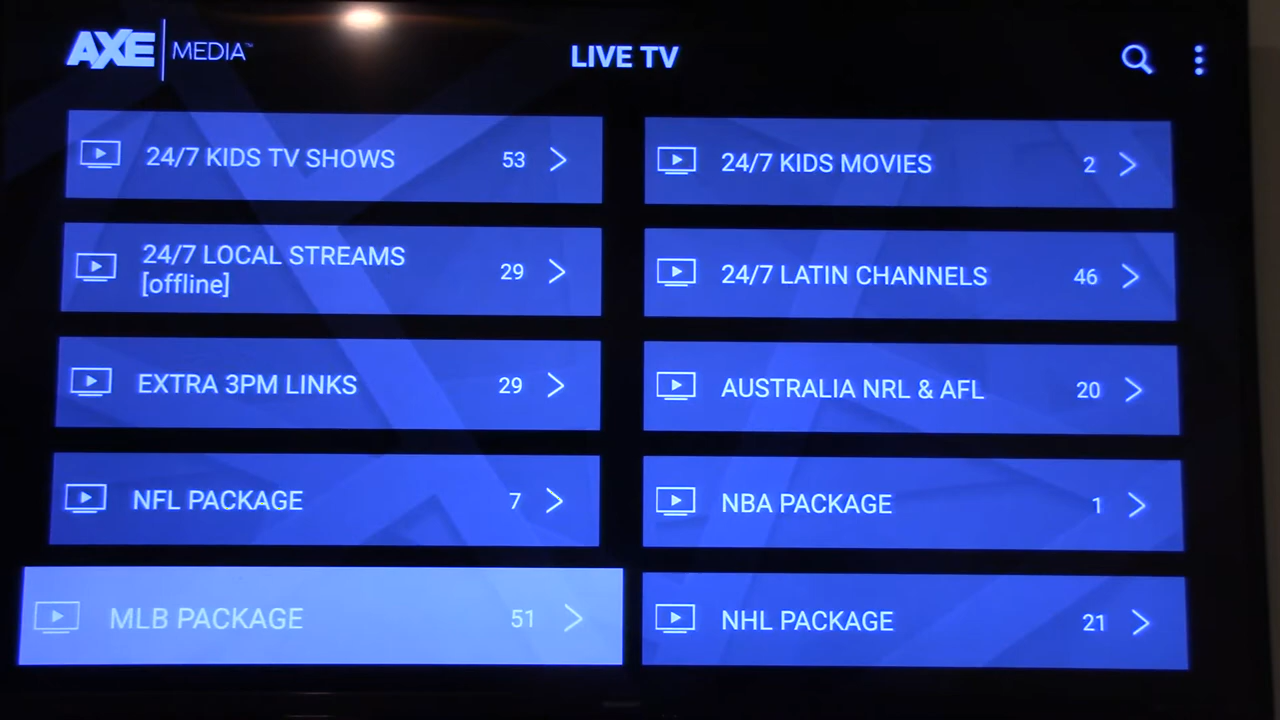 AXE MEDIA™
LIVE TV
24/7 KIDS TV SHOWS 53
24/7 KIDS MOVIES 2
24/7 LOCAL STREAMS
[offline] 29
24/7 LATIN CHANNELS 46
EXTRA 3PM LINKS 29
AUSTRALIA NRL & AFL 20
NFL PACKAGE 7
NBA PACKAGE 1
MLB PACKAGE 51
NHL PACKAGE 21